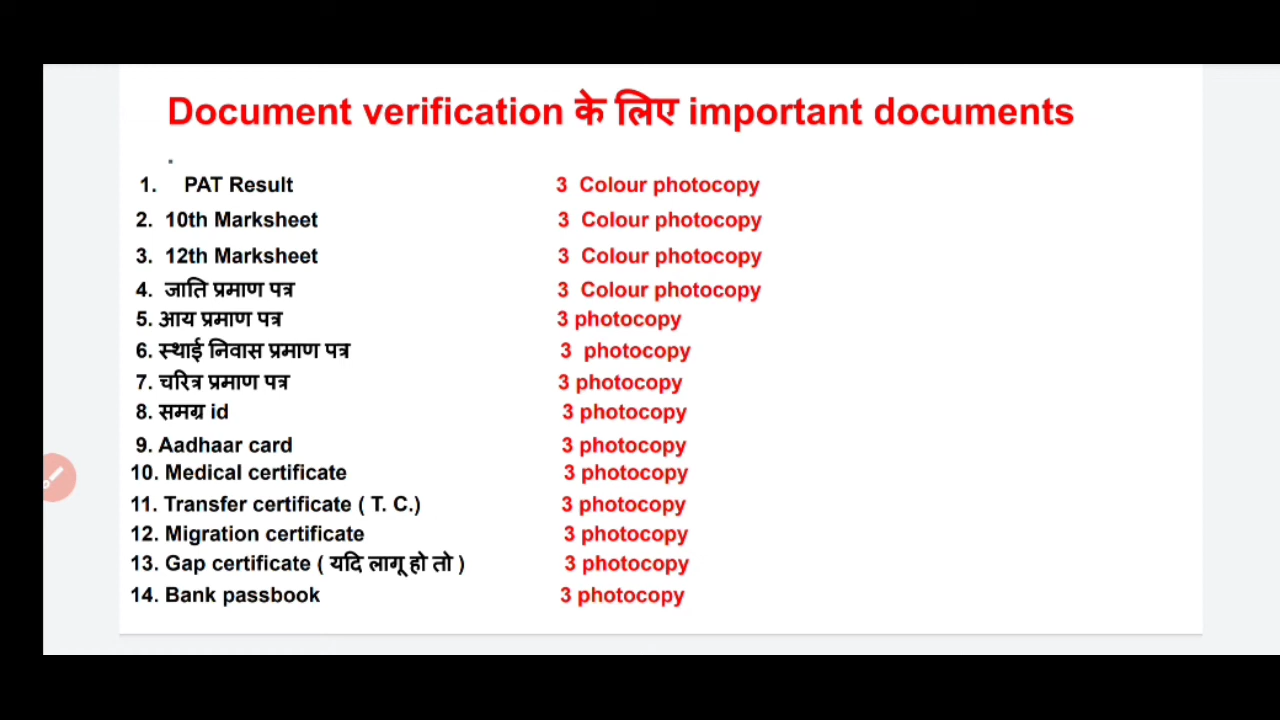 Document verification के लिए important documents
1. PAT Result 3 Colour photocopy
2. 10th Marksheet 3 Colour photocopy
3. 12th Marksheet 3 Colour photocopy
4. जाति प्रमाण पत्र 3 Colour photocopy
5. आय प्रमाण पत्र 3 photocopy
6. स्थाई निवास प्रमाण पत्र 3 photocopy
7. चरित्र प्रमाण पत्र 3 photocopy
8. समग्र id 3 photocopy
9. Aadhaar card 3 photocopy
10. Medical certificate 3 photocopy
11. Transfer certificate ( T. C.) 3 photocopy
12. Migration certificate 3 photocopy
13. Gap certificate ( यदि लागू हो तो ) 3 photocopy
14. Bank passbook 3 photocopy